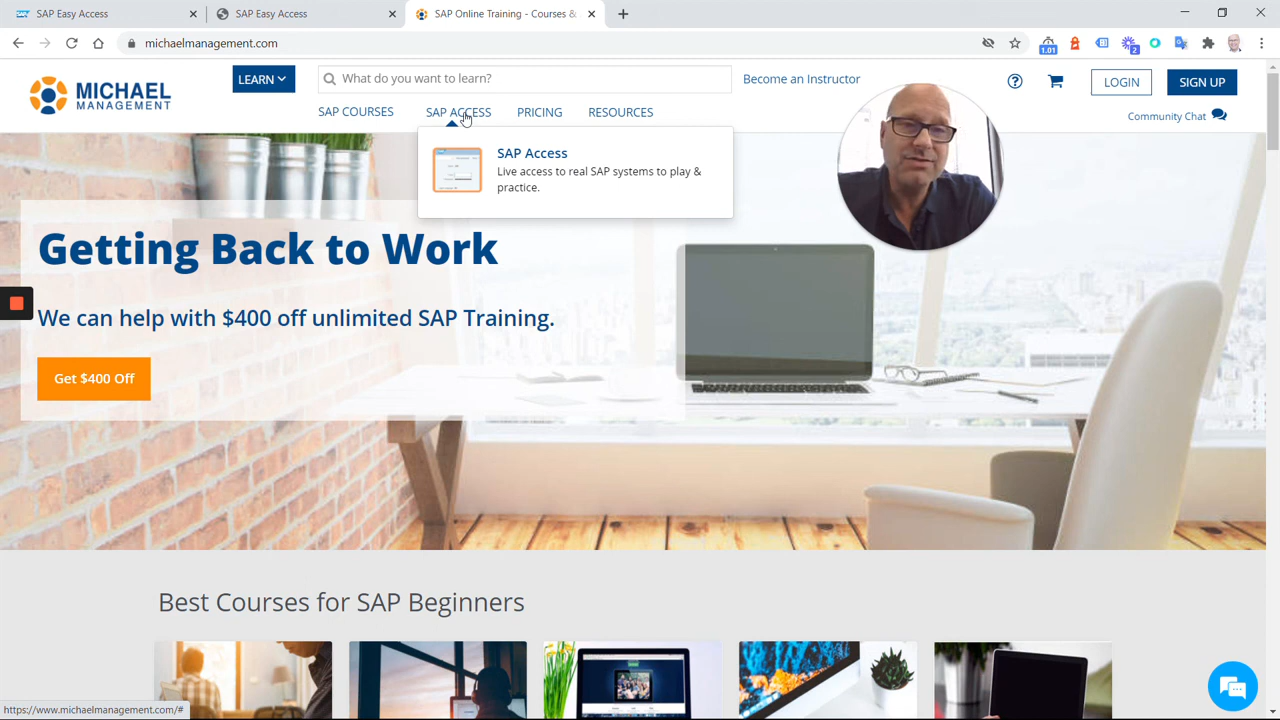 SAP Easy Access
SAP Easy Access
SAP Online Training - Courses &
michaelmanagement.com
1.01
2
MICHAEL
MANAGEMENT
LEARN
What do you want to learn?
Become an Instructor
LOGIN
SIGN UP
SAP COURSES
SAP ACCESS
PRICING
RESOURCES
Community Chat
SAP Access
Live access to real SAP systems to play &
practice.
Getting Back to Work
We can help with $400 off unlimited SAP Training.
Get $400 Off
Best Courses for SAP Beginners
https://www.michaelmanagement.com/#